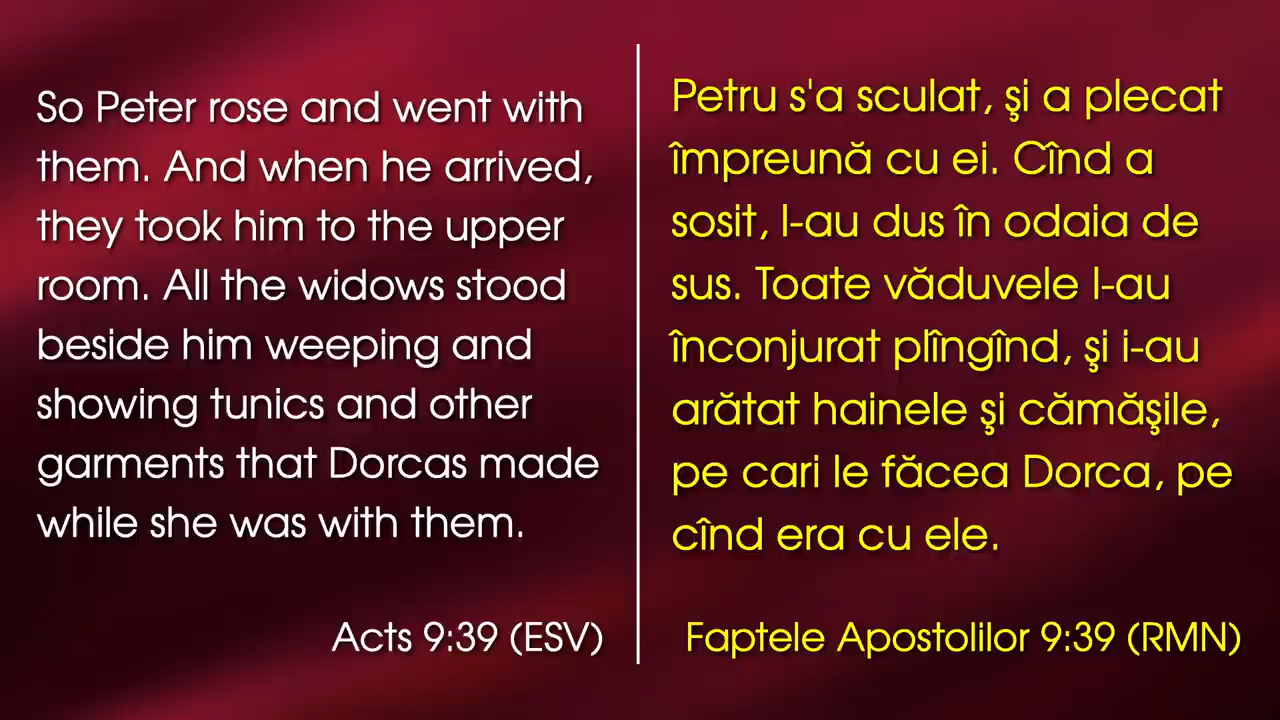 So Peter rose and went with
them. And when he arrived,
they took him to the upper
room. All the widows stood
beside him weeping and
showing tunics and other
garments that Dorcas made
while she was with them.
Acts 9:39 (ESV)
Petru s'a sculat, şi a plecat
împreună cu ei. Cînd a
sosit, l-au dus în odaia de
sus. Toate văduvele l-au
înconjurat plîngînd, şi i-au
arătat hainele şi cămăşile,
pe cari le făcea Dorca, pe
cînd era cu ele.
Faptele Apostolilor 9:39 (RMN)